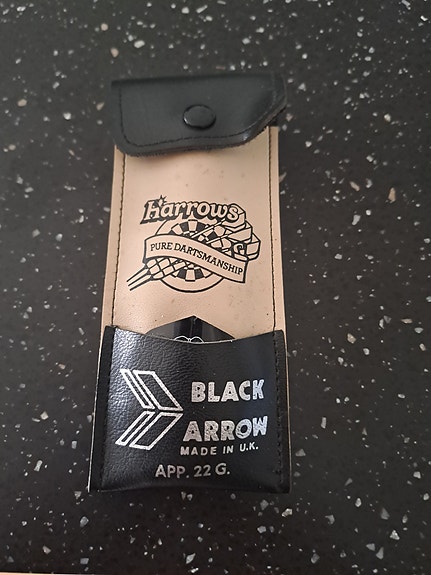 Harrows
PURE DARTSMANSHIP
BLACK
ARROW
MADE IN U.K.
APP. 22 G.